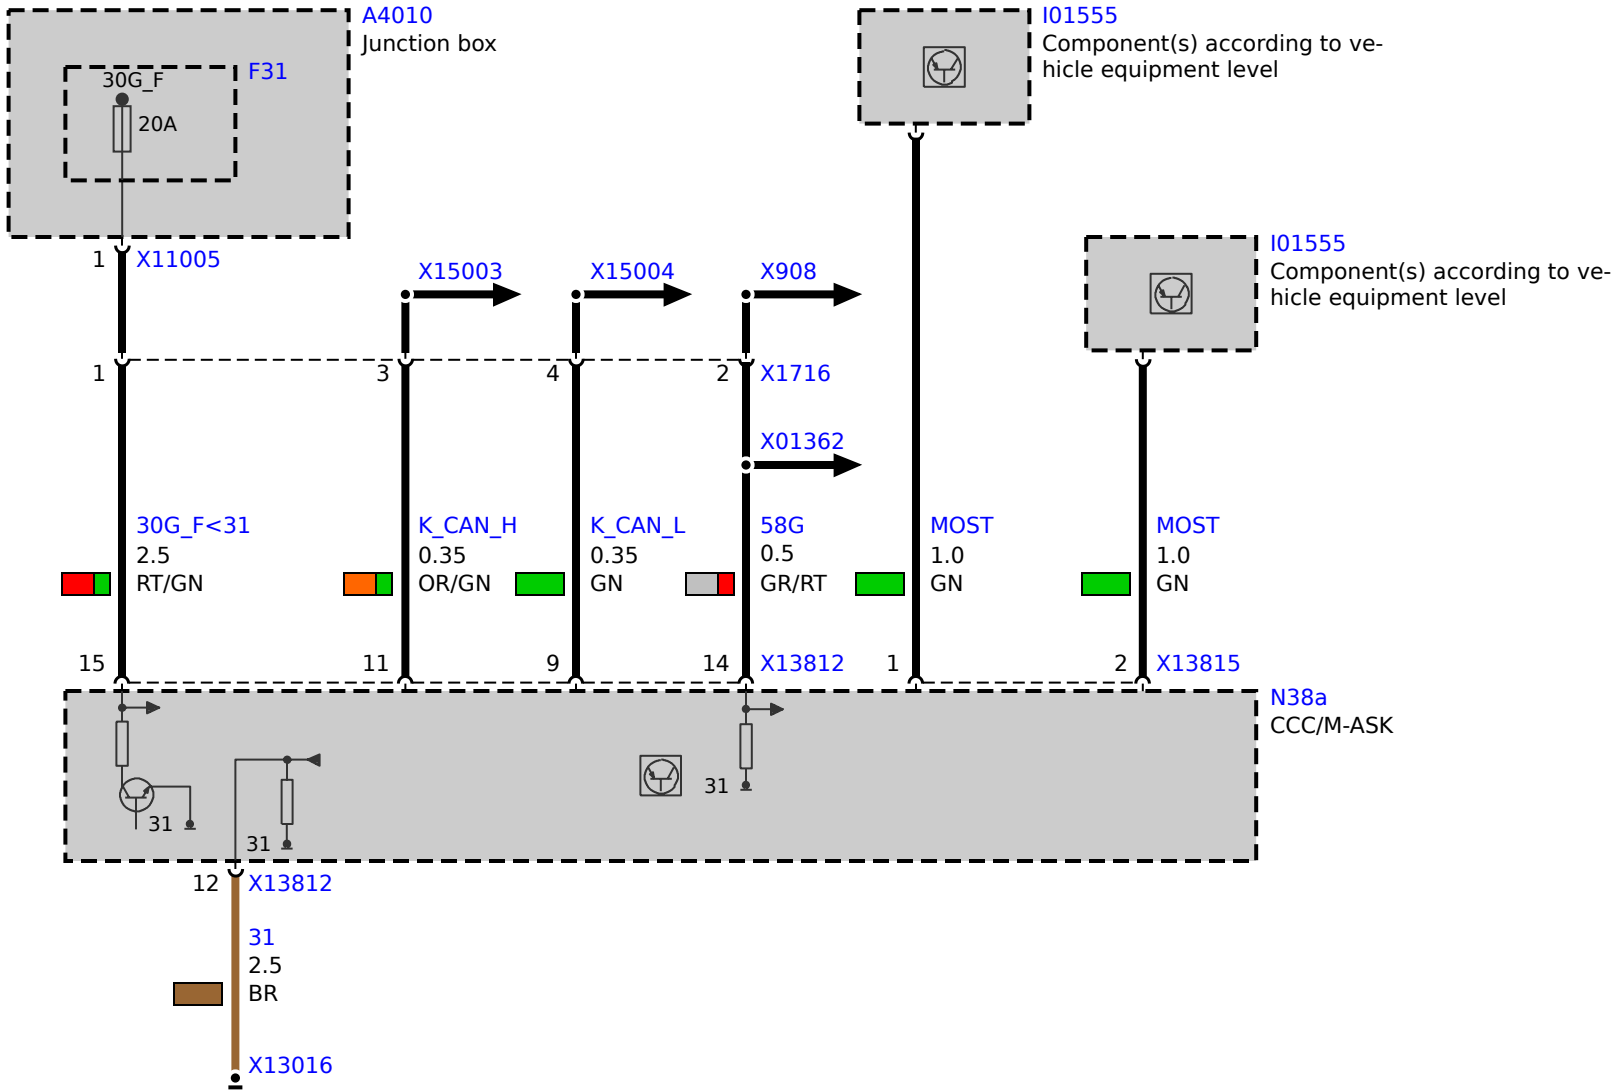 A4010
Junction box
30G_F
F31
20A
I01555
Component(s) according to ve-
hicle equipment level
I01555
Component(s) according to ve-
hicle equipment level
1 X11005
X15003
X15004
X908
1
3
4
2 X1716
X01362
30G_F<31
2.5
RT/GN
K_CAN_H
0.35
OR/GN
K_CAN_L
0.35
GN
58G
0.5
GR/RT
MOST
1.0
GN
MOST
1.0
GN
15
11
9
14 X13812
1
2 X13815
N38a
CCC/M-ASK
31
31
31
12 X13812
31
2.5
BR
X13016